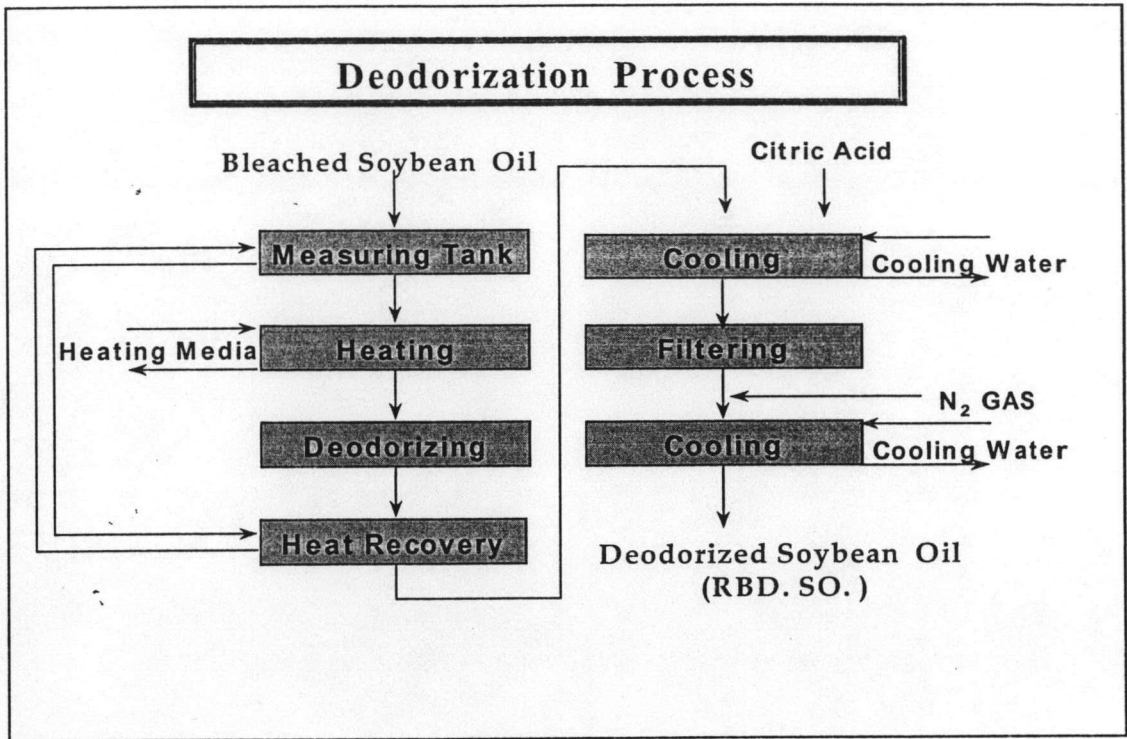 Deodorization Process
Bleached Soybean Oil
Measuring Tank
Heating Media
Heating
Deodorizing
Heat Recovery
Citric Acid
Cooling
Cooling Water
Filtering
N₂ GAS
Cooling
Cooling Water
Deodorized Soybean Oil
(RBD. SO. )